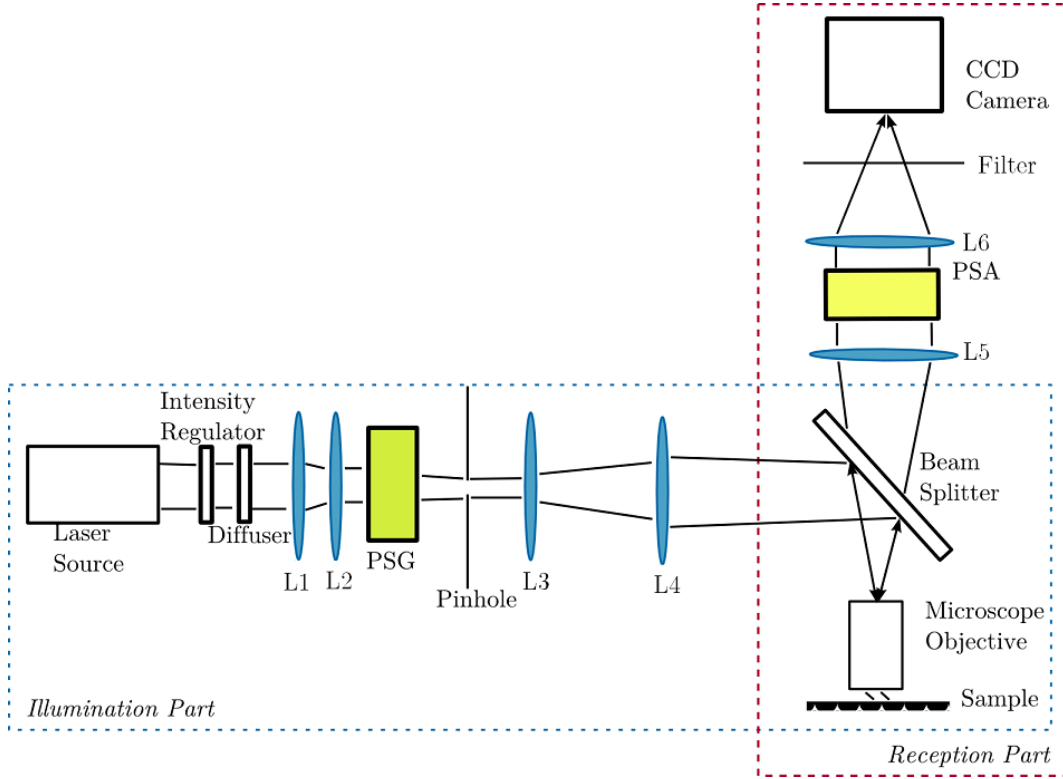 CCD
Camera
Filter
L6
PSA
L5
Intensity
Regulator
Beam
Splitter
Laser
Source
Diffuser
PSG
L1
L2
Pinhole
L3
L4
Microscope
Objective
Sample
Illumination Part
Reception Part